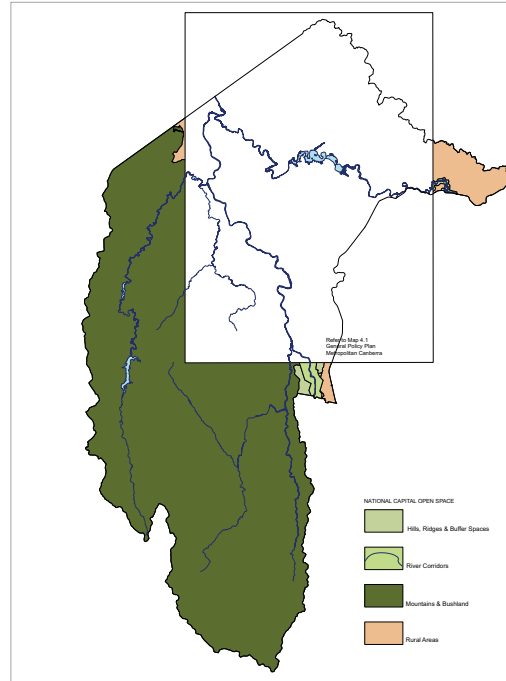 Refer to Map 4.1
General Policy Plan
Metropolitan Canberra
NATIONAL CAPITAL OPEN SPACE
Hills, Ridges & Buffer Spaces
River Corridors
Mountains & Bushland
Rural Areas